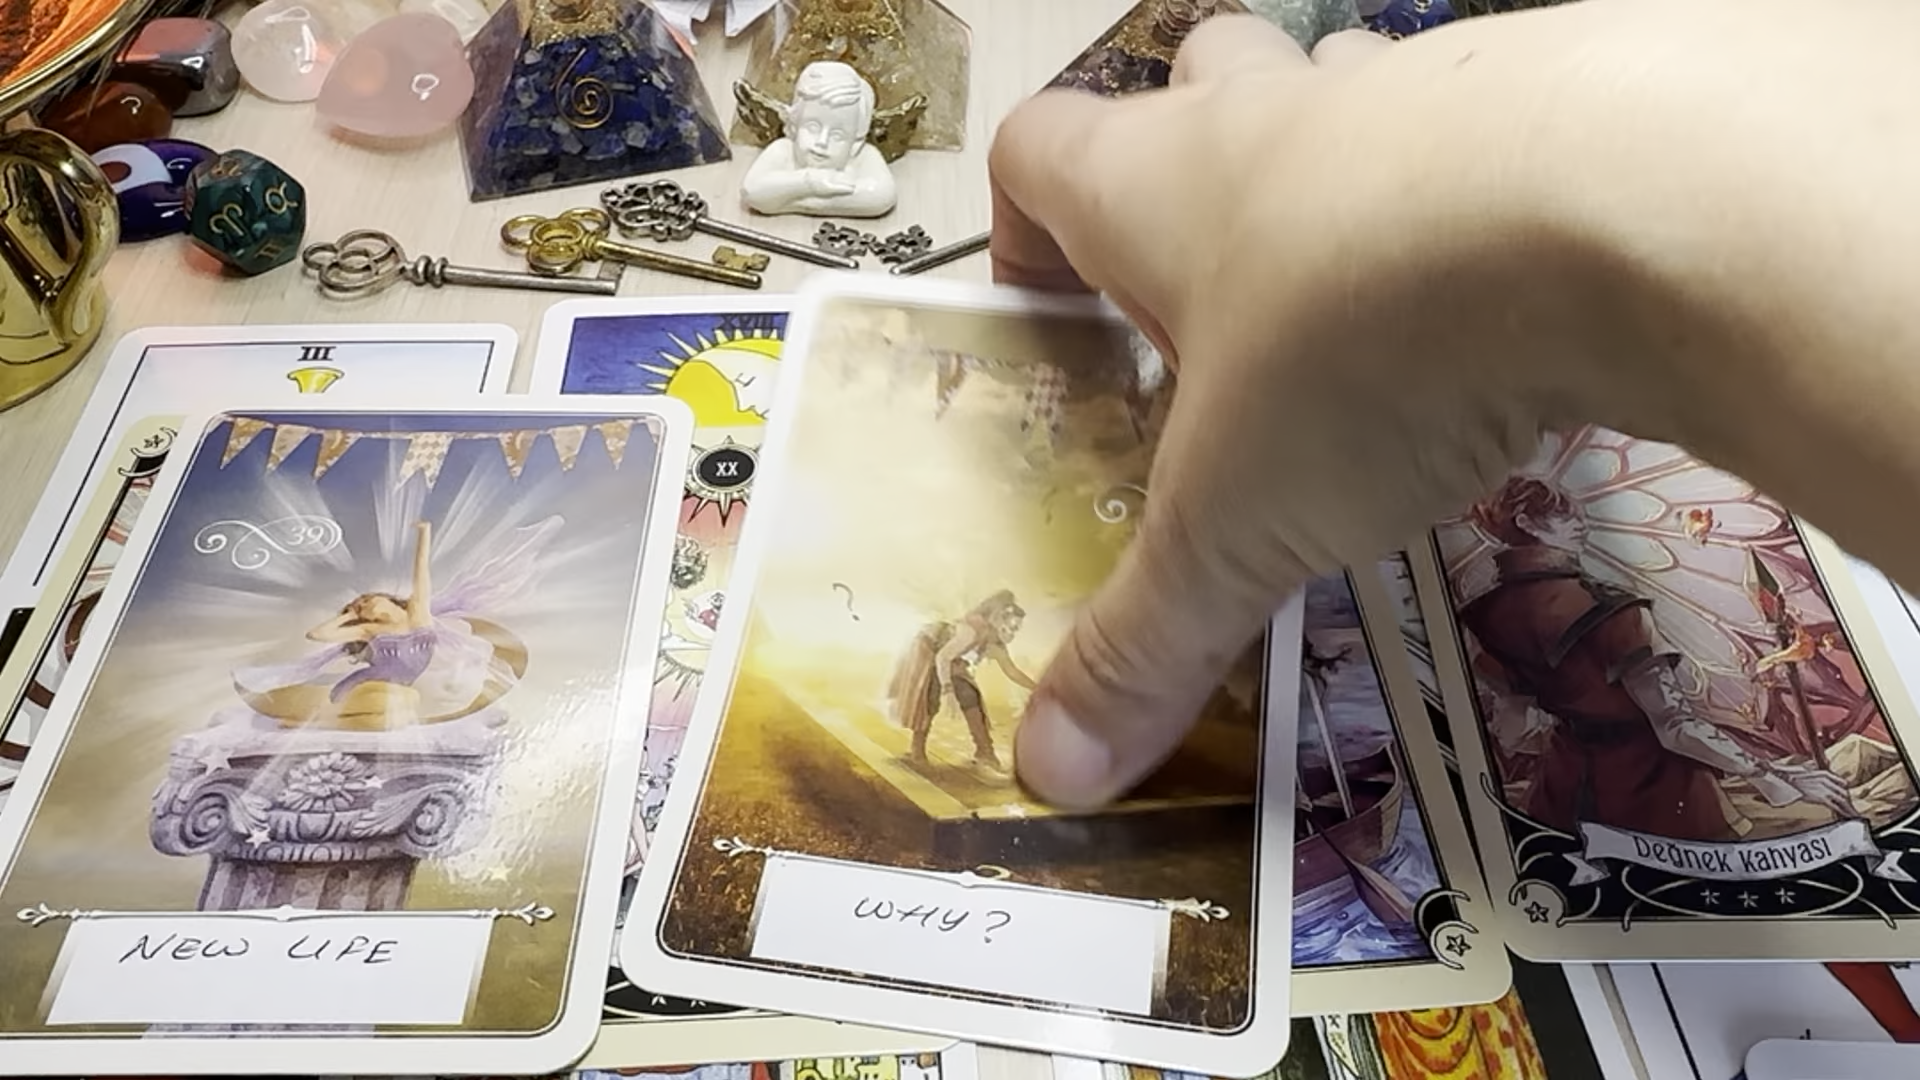 III
XVIII
XX
39
?
NEW LIFE
WHY?
Değnek Kahyası